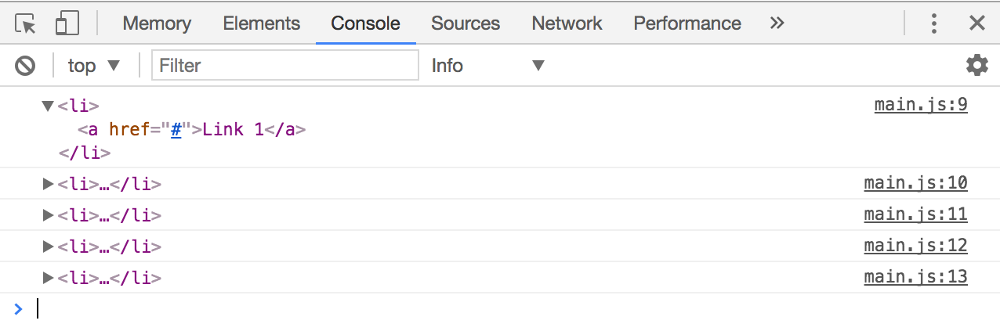 Memory Elements Console Sources Network Performance »
top ▼ Filter Info ▼
▼<li> main.js:9
<a href="#">Link 1</a>
</li>
▶<li>…</li> main.js:10
▶<li>…</li> main.js:11
▶<li>…</li> main.js:12
▶<li>…</li> main.js:13
>